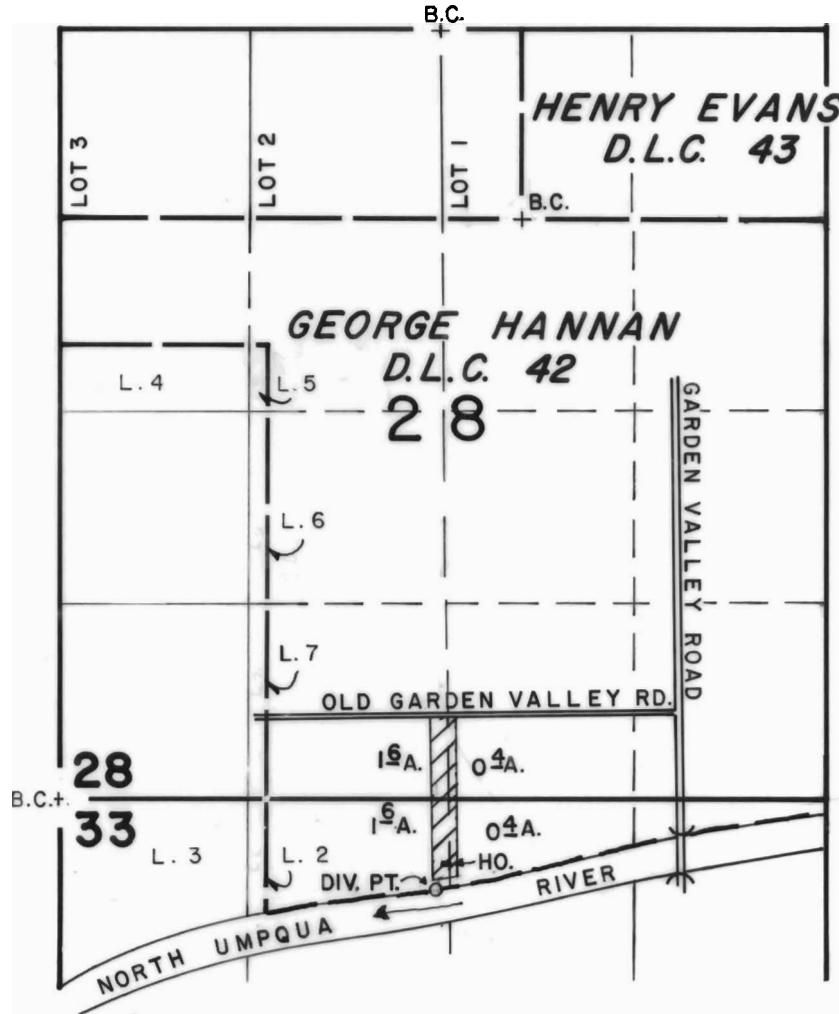 B.C.
HENRY EVANS
D.L.C. 43
LOT 3
LOT 2
LOT 1
B.C.
GEORGE HANNAN
D.L.C. 42
L.4
L.5
28
GARDEN VALLEY ROAD
L.6
L.7
OLD GARDEN VALLEY RD.
1 6 A.
0 4 A.
28
B.C.
33
1 6 A.
0 4 A.
L.3
L.2
HO.
DIV. PT.
RIVER
NORTH UMPQUA